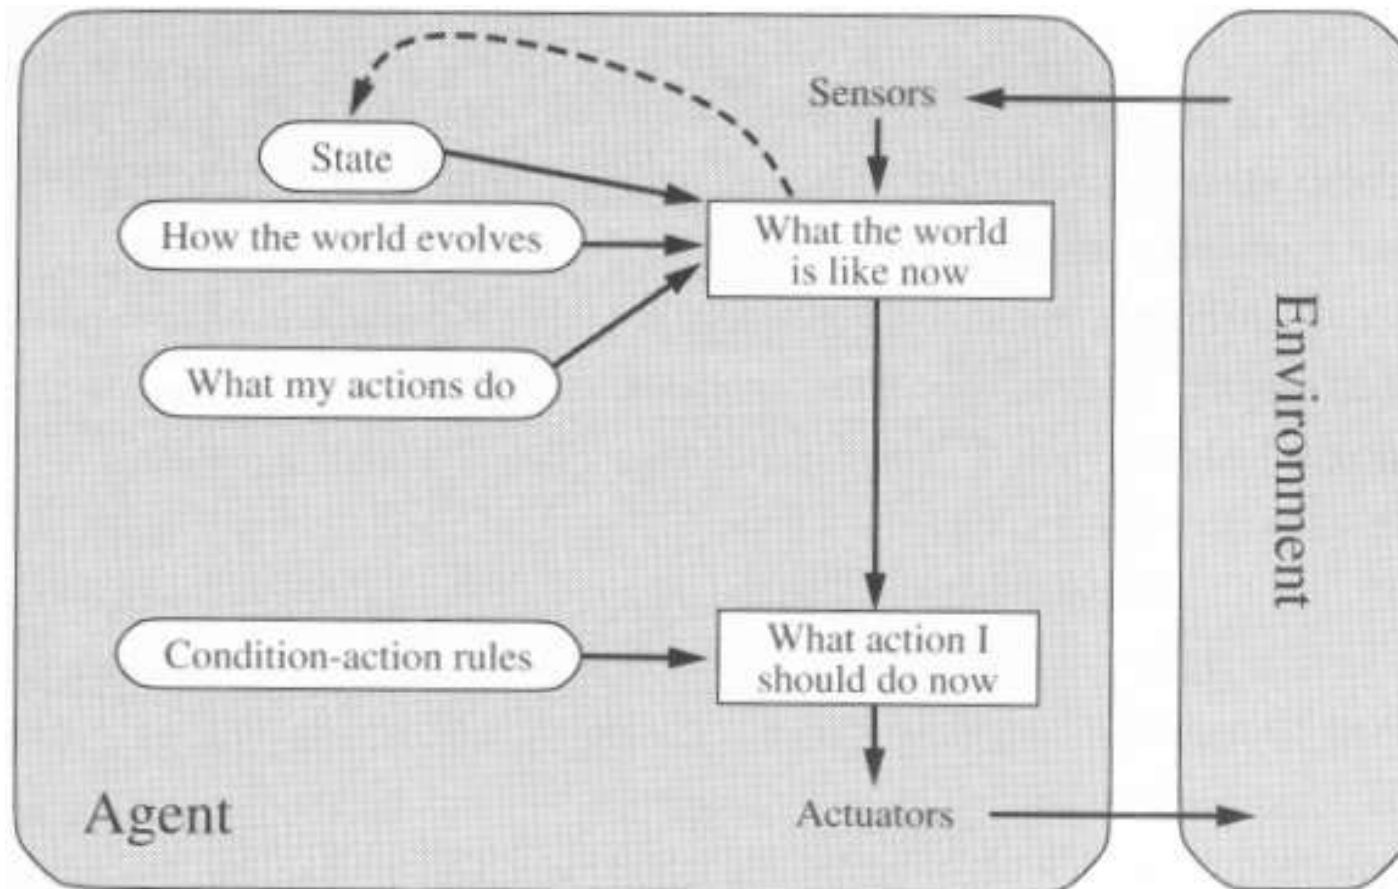 Sensors
State
How the world evolves
What the world
is like now
What my actions do
Environment
Condition-action rules
What action I
should do now
Agent
Actuators